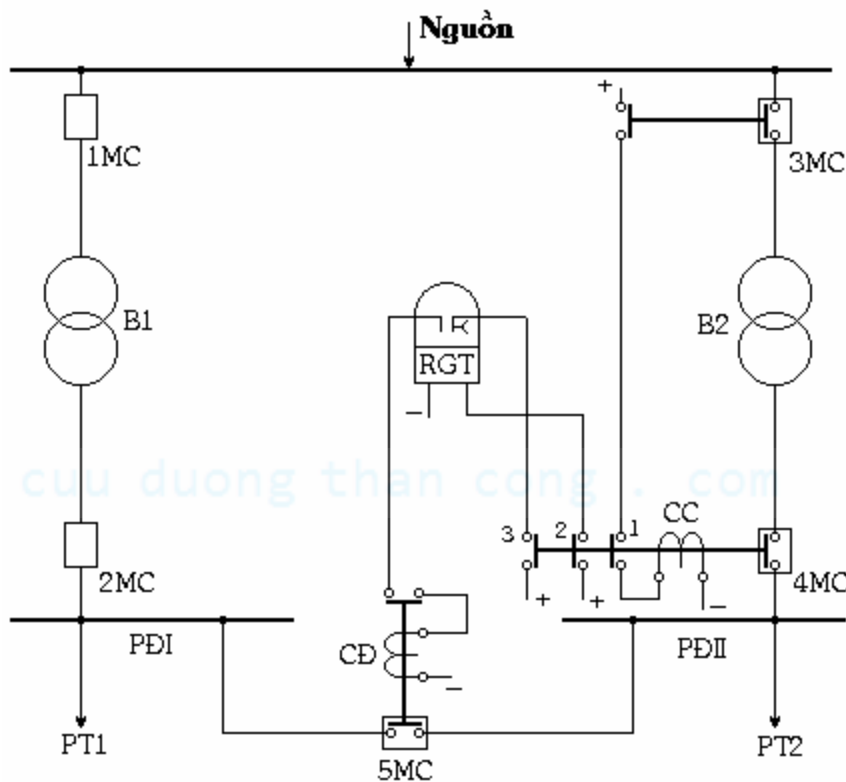 Nguồn
+
1MC
3MC
B1
B2
RGT
–
cuu duong than cong . com
3
2
1
CC
+
+
–
2MC
4MC
PĐI
CĐ
–
PĐII
PT1
5MC
PT2